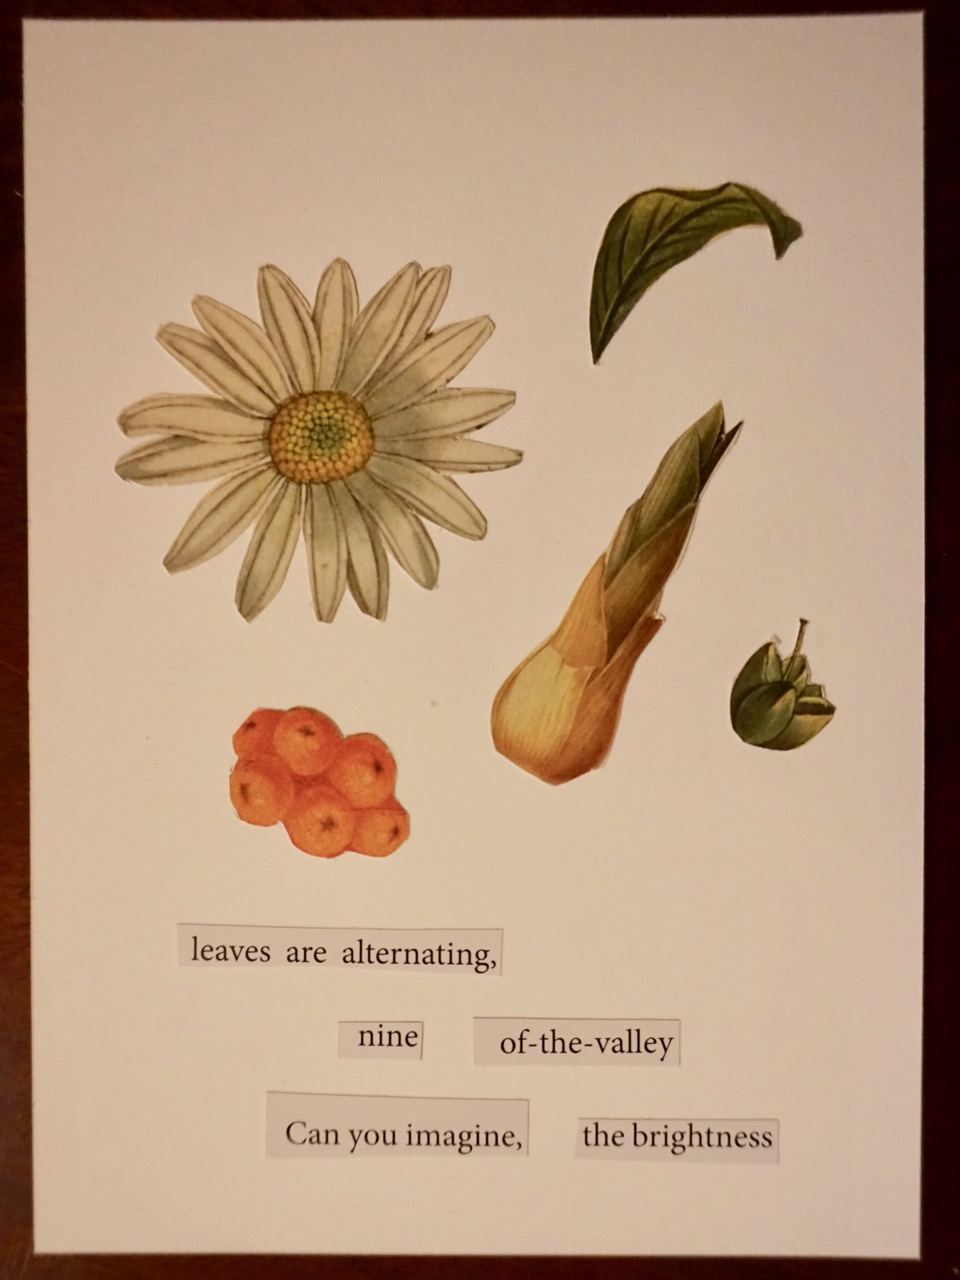 leaves are alternating,
nine of-the-valley
Can you imagine, the brightness